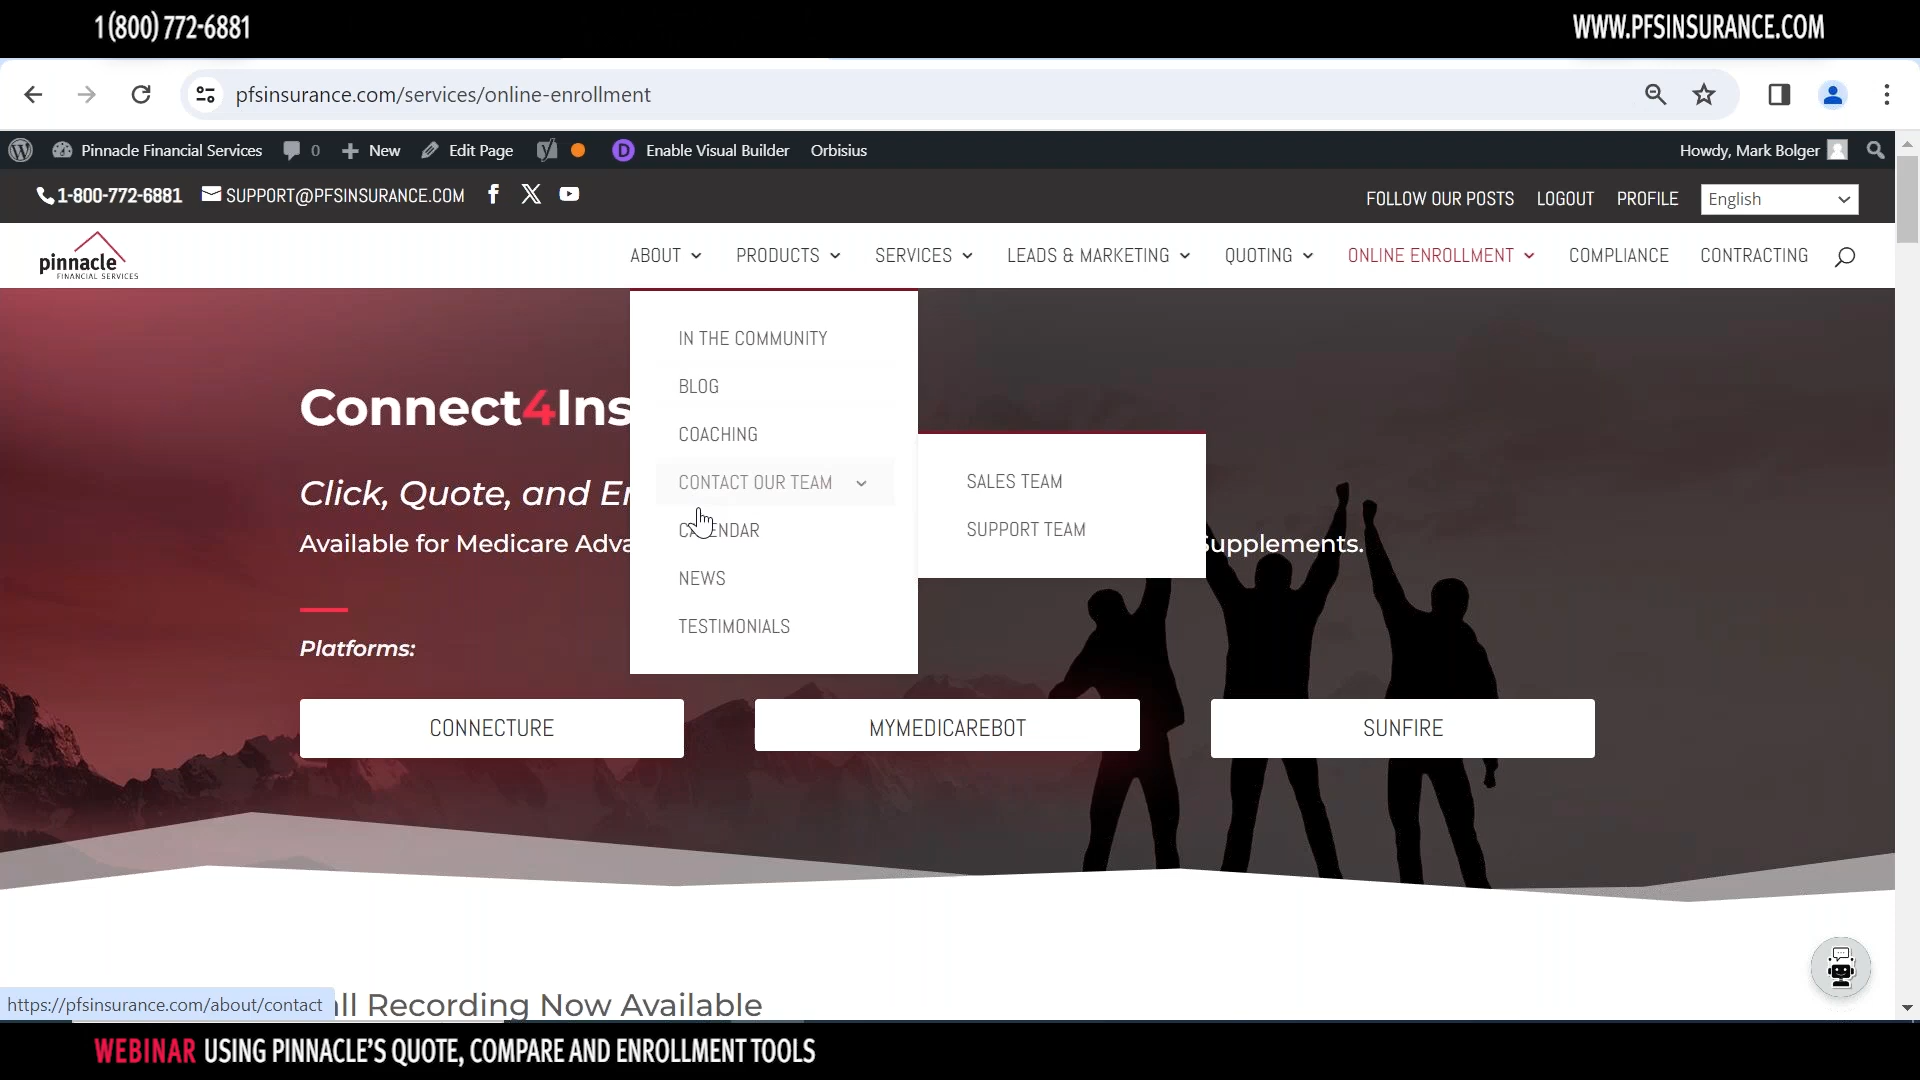 1 (800) 772-6881
WWW.PFSINSURANCE.COM
pfsinsurance.com/services/online-enrollment
Pinnacle Financial Services
0
New
Edit Page
D
Enable Visual Builder
Orbisius
Howdy, Mark Bolger
1-800-772-6881
SUPPORT@PFSINSURANCE.COM
FOLLOW OUR POSTS
LOGOUT
PROFILE
English
pinnacle
FINANCIAL SERVICES
ABOUT
PRODUCTS
SERVICES
LEADS & MARKETING
QUOTING
ONLINE ENROLLMENT
COMPLIANCE
CONTRACTING
IN THE COMMUNITY
BLOG
COACHING
CONTACT OUR TEAM
CALENDAR
NEWS
TESTIMONIALS
SALES TEAM
SUPPORT TEAM
Connect4Ins
Click, Quote, and E
Available for Medicare Adva
Supplements.
Platforms:
CONNECTURE
MYMEDICAREBOT
SUNFIRE
https://pfsinsurance.com/about/contact
ll Recording Now Available
WEBINAR USING PINNACLE'S QUOTE, COMPARE AND ENROLLMENT TOOLS